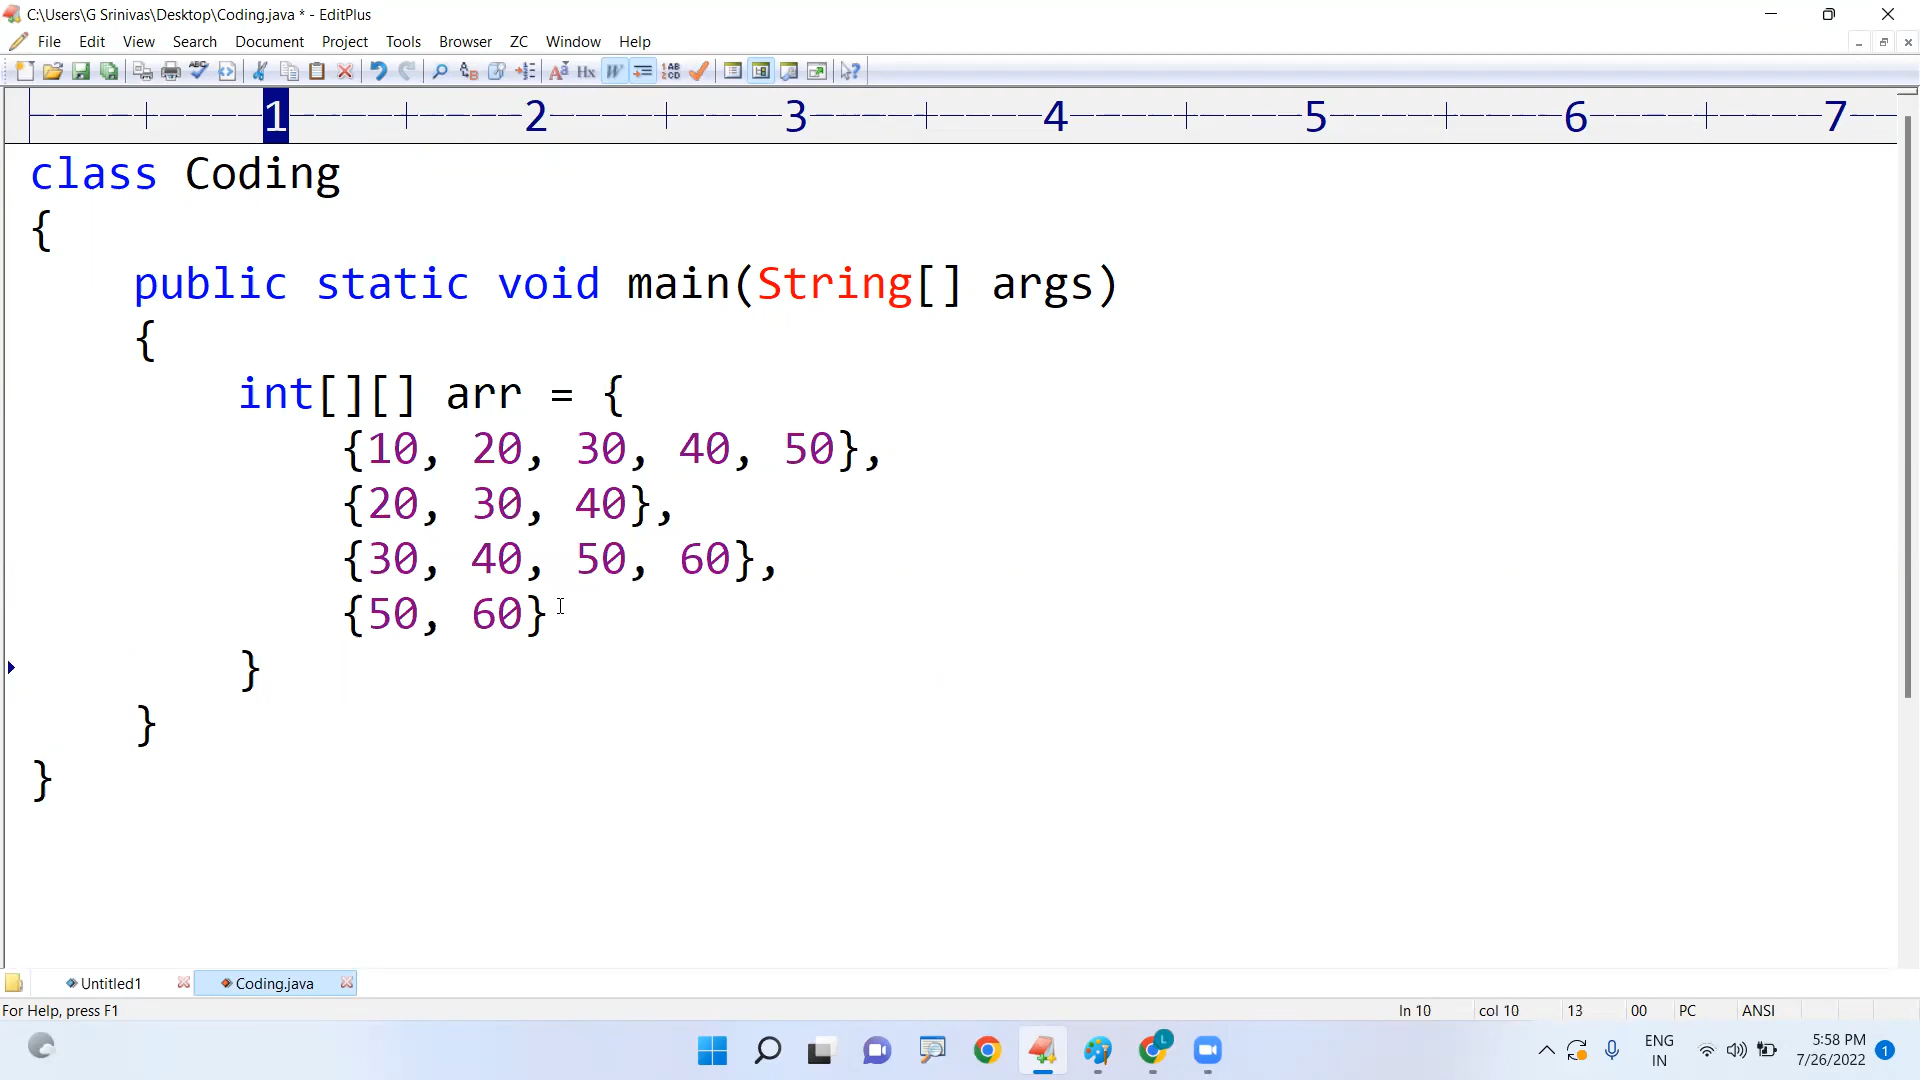 C:\Users\G Srinivas\Desktop\Coding.java * - EditPlus
File Edit View Search Document Project Tools Browser ZC Window Help
1 2 3 4 5 6 7
class Coding
{
public static void main(String[] args)
{
int[][] arr = {
{10, 20, 30, 40, 50},
{20, 30, 40},
{30, 40, 50, 60},
{50, 60}
}
}
}
Untitled1 Coding.java
For Help, press F1 ln 10 col 10 13 00 PC ANSI
ENG 5:58 PM
IN 7/26/2022 1